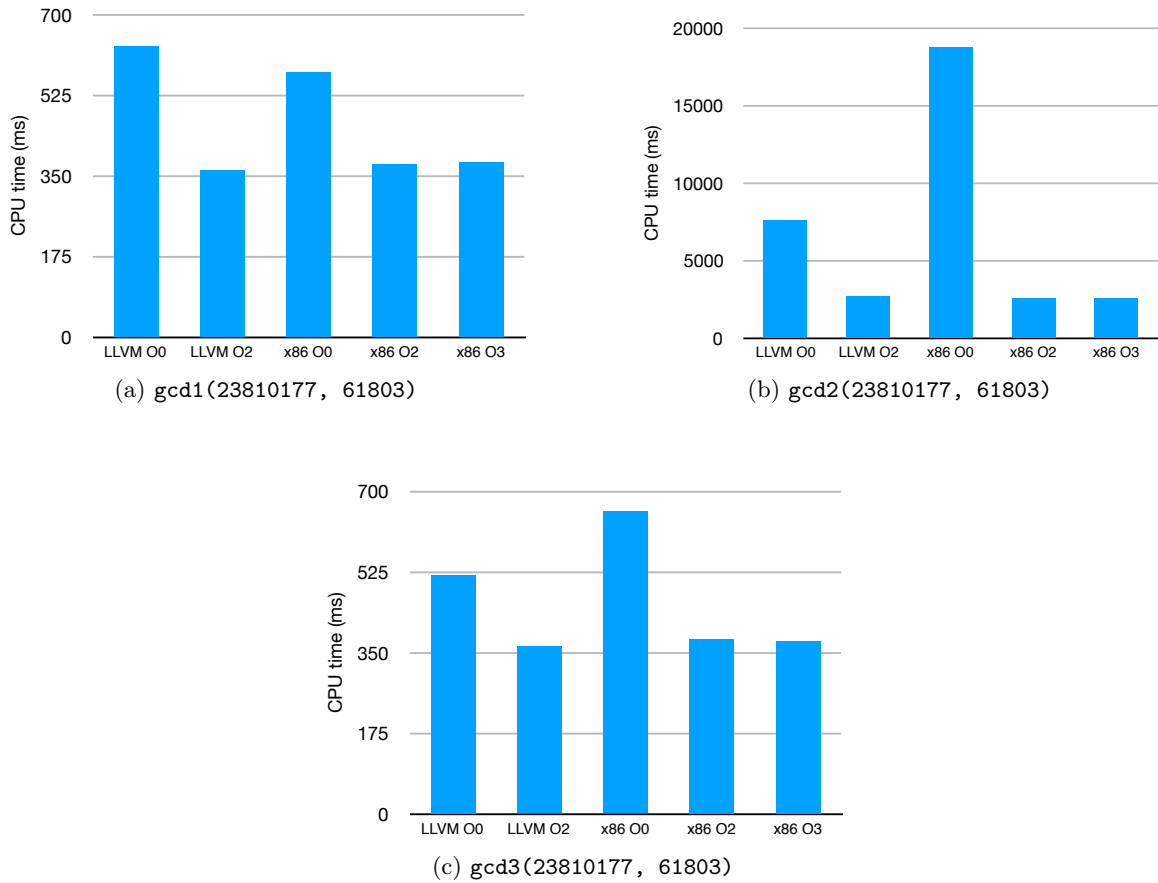 700
525
350
175
0
CPU time (ms)
LLVM O0 LLVM O2 x86 O0 x86 O2 x86 O3
(a) gcd1(23810177, 61803)
20000
15000
10000
5000
0
CPU time (ms)
LLVM O0 LLVM O2 x86 O0 x86 O2 x86 O3
(b) gcd2(23810177, 61803)
700
525
350
175
0
CPU time (ms)
LLVM O0 LLVM O2 x86 O0 x86 O2 x86 O3
(c) gcd3(23810177, 61803)